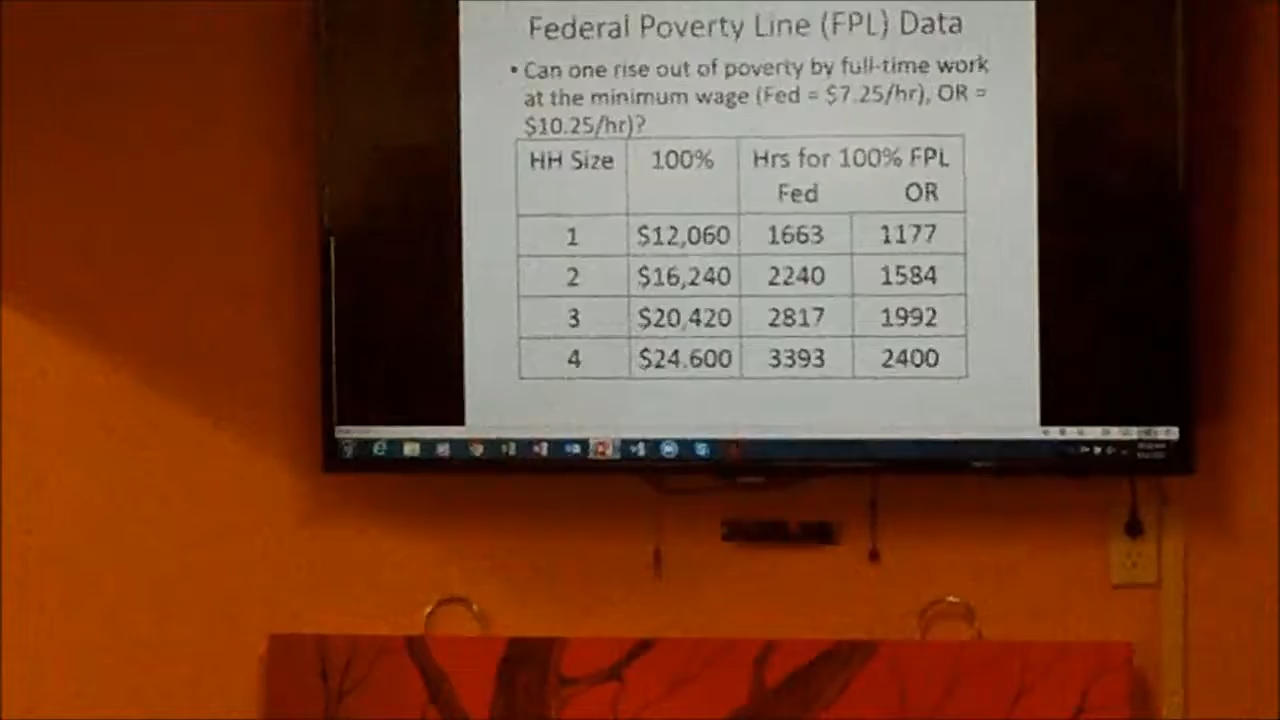 Federal Poverty Line (FPL) Data
• Can one rise out of poverty by full-time work
at the minimum wage (Fed = $7.25/hr), OR =
$10.25/hr)?
HH Size 100% Hrs for 100% FPL
Fed OR
1 $12,060 1663 1177
2 $16,240 2240 1584
3 $20,420 2817 1992
4 $24.600 3393 2400